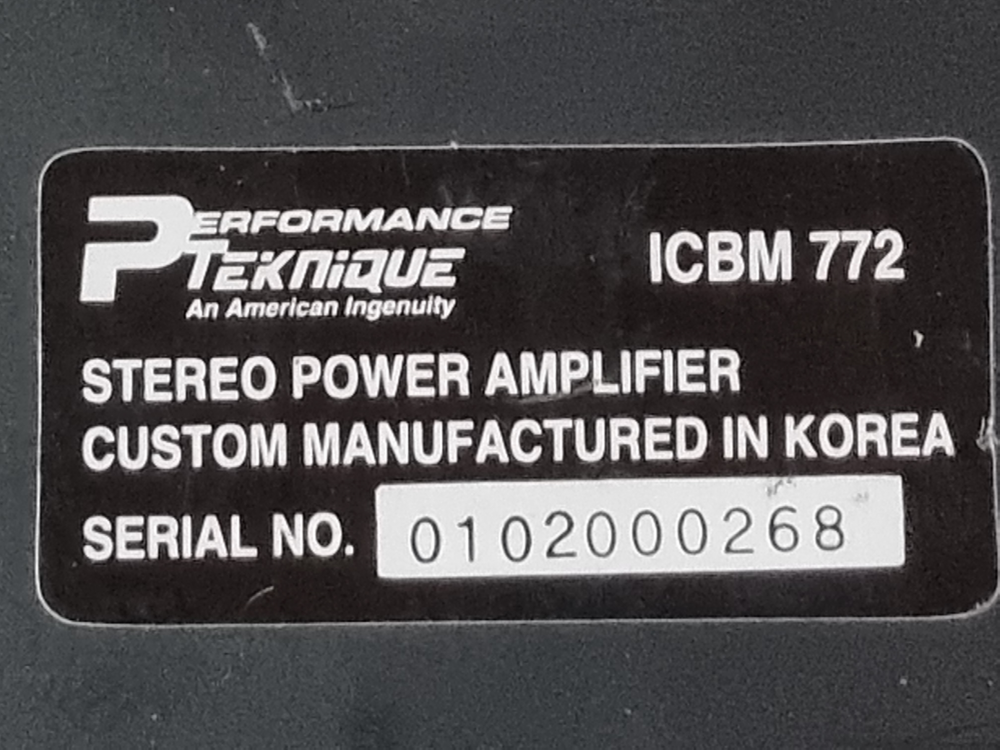 PERFORMANCE
TEKNIQUE
An American Ingenuity
ICBM 772
STEREO POWER AMPLIFIER
CUSTOM MANUFACTURED IN KOREA
SERIAL NO. 0102000268